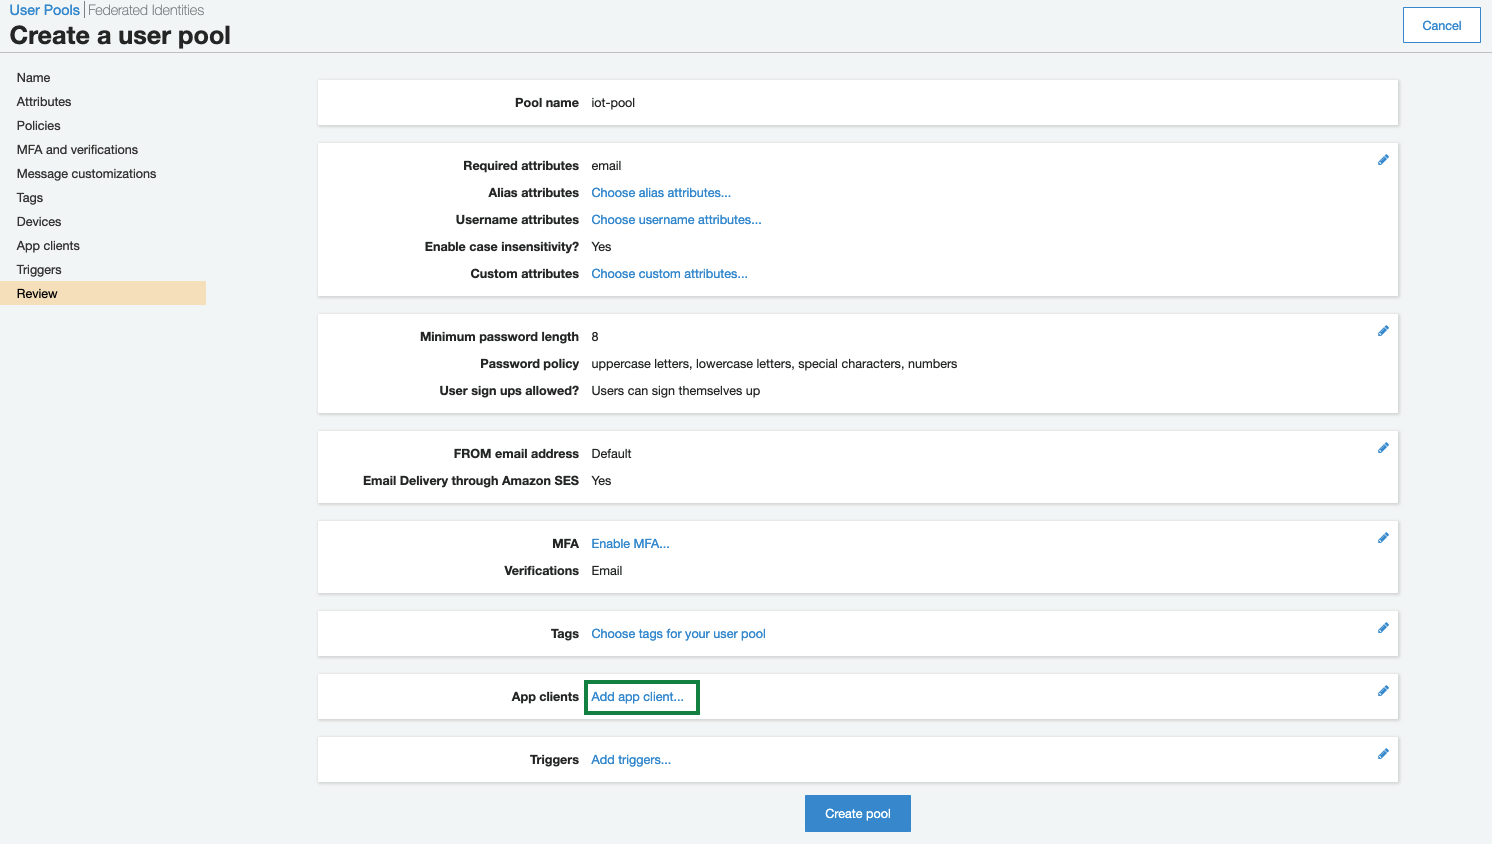 User Pools | Federated Identities
Create a user pool
Cancel
Name
Attributes
Policies
MFA and verifications
Message customizations
Tags
Devices
App clients
Triggers
Review
Pool name iot-pool
Required attributes email
Alias attributes Choose alias attributes...
Username attributes Choose username attributes...
Enable case insensitivity? Yes
Custom attributes Choose custom attributes...
Minimum password length 8
Password policy uppercase letters, lowercase letters, special characters, numbers
User sign ups allowed? Users can sign themselves up
FROM email address Default
Email Delivery through Amazon SES Yes
MFA Enable MFA...
Verifications Email
Tags Choose tags for your user pool
App clients Add app client...
Triggers Add triggers...
Create pool